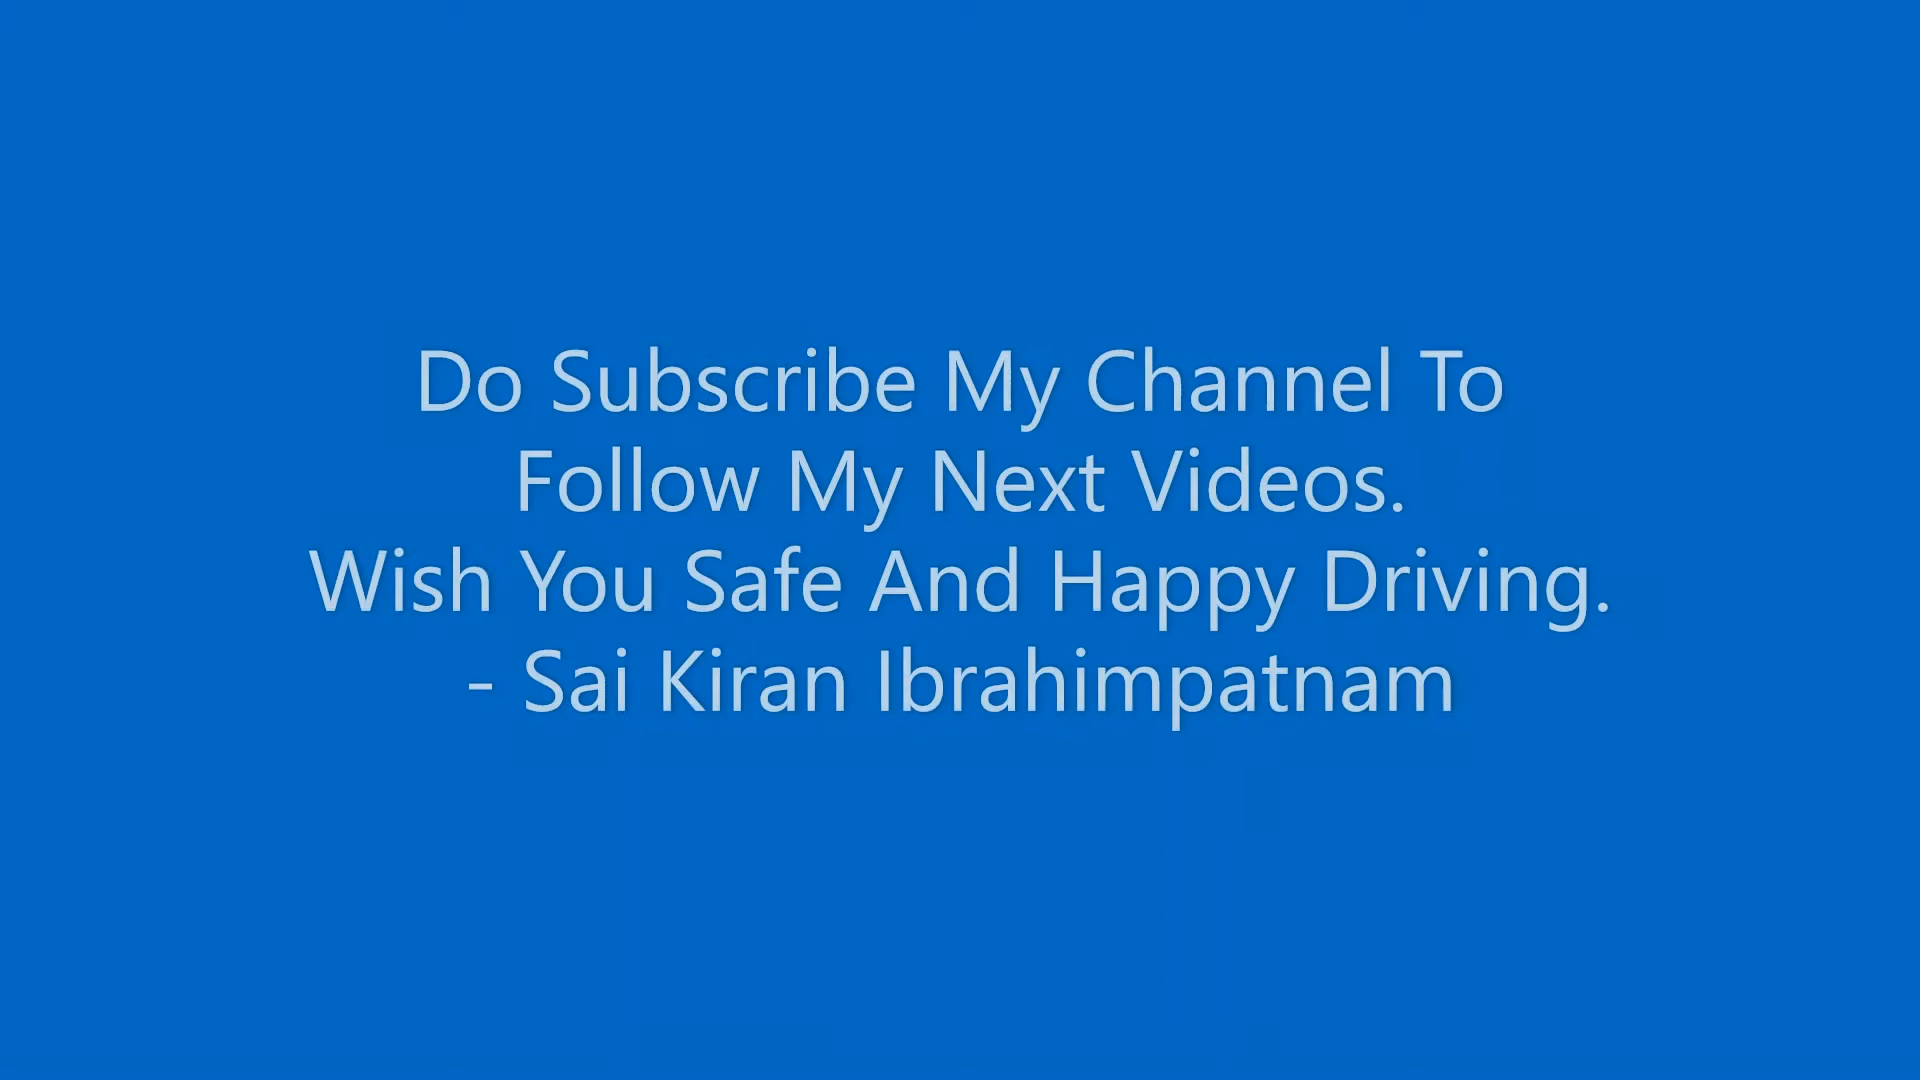 Do Subscribe My Channel To
Follow My Next Videos.
Wish You Safe And Happy Driving.
- Sai Kiran Ibrahimpatnam